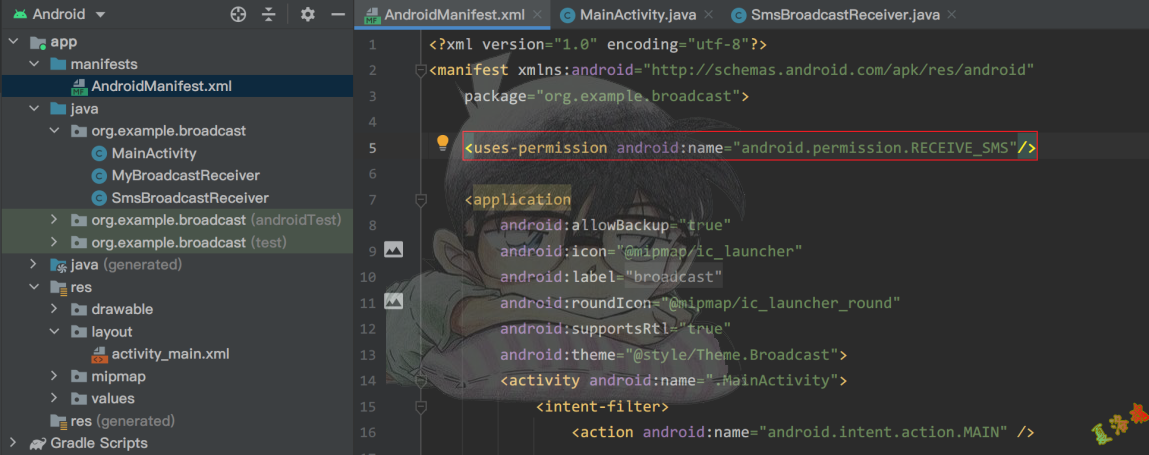 Android
app
manifests
AndroidManifest.xml
java
org.example.broadcast
MainActivity
MyBroadcastReceiver
SmsBroadcastReceiver
org.example.broadcast (androidTest)
org.example.broadcast (test)
java (generated)
res
drawable
layout
activity_main.xml
mipmap
values
res (generated)
Gradle Scripts
AndroidManifest.xml
MainActivity.java
SmsBroadcastReceiver.java
1 <?xml version="1.0" encoding="utf-8"?>
2 <manifest xmlns:android="http://schemas.android.com/apk/res/android"
3 package="org.example.broadcast">
4
5 <uses-permission android:name="android.permission.RECEIVE_SMS"/>
6
7 <application
8 android:allowBackup="true"
9 android:icon="@mipmap/ic_launcher"
10 android:label="broadcast"
11 android:roundIcon="@mipmap/ic_launcher_round"
12 android:supportsRtl="true"
13 android:theme="@style/Theme.Broadcast">
14 <activity android:name=".MainActivity">
15 <intent-filter>
16 <action android:name="android.intent.action.MAIN" />